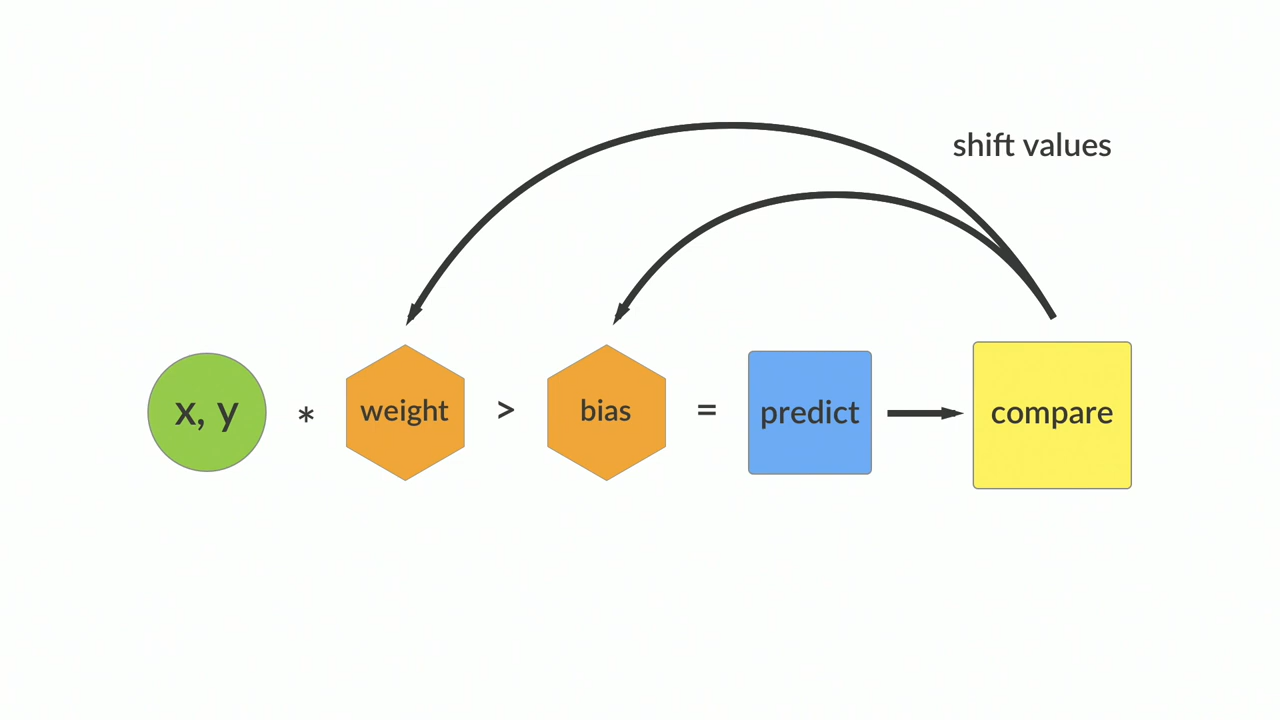 shift values
x, y * weight > bias = predict compare